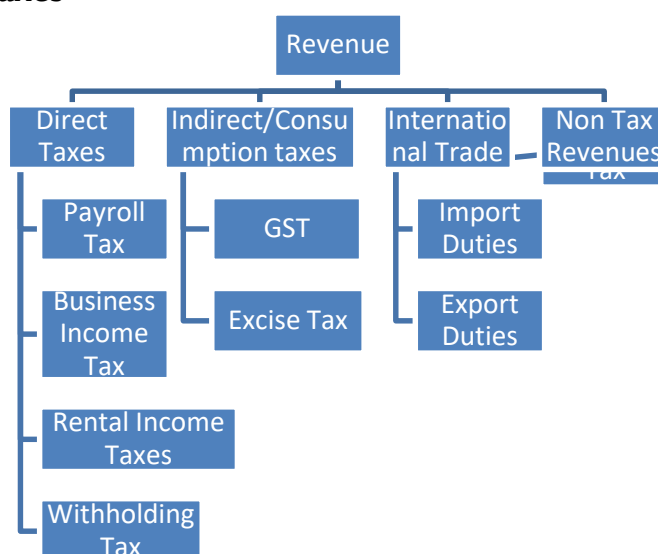 Revenue
Direct
Taxes
Indirect/Consu
mption taxes
Internatio
nal Trade
Non Tax
Revenues
Tax
Payroll
Tax
GST
Import
Duties
Business
Income
Tax
Excise Tax
Export
Duties
Rental Income
Taxes
Withholding
Tax